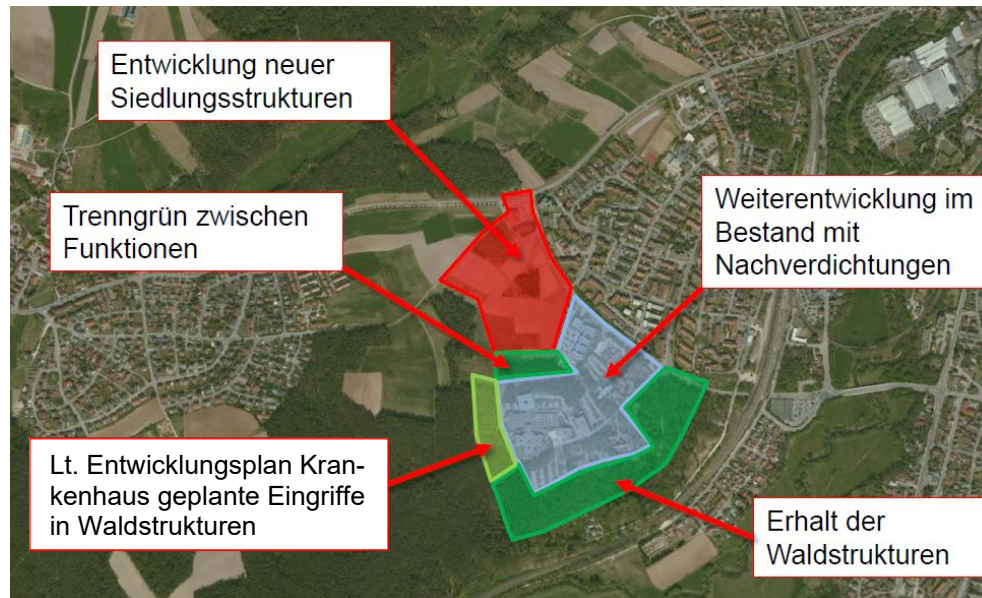 Entwicklung neuer
Siedlungsstrukturen
Trenngrün zwischen
Funktionen
Weiterentwicklung im
Bestand mit
Nachverdichtungen
Lt. Entwicklungsplan Kran-
kenhaus geplante Eingriffe
in Waldstrukturen
Erhalt der
Waldstrukturen